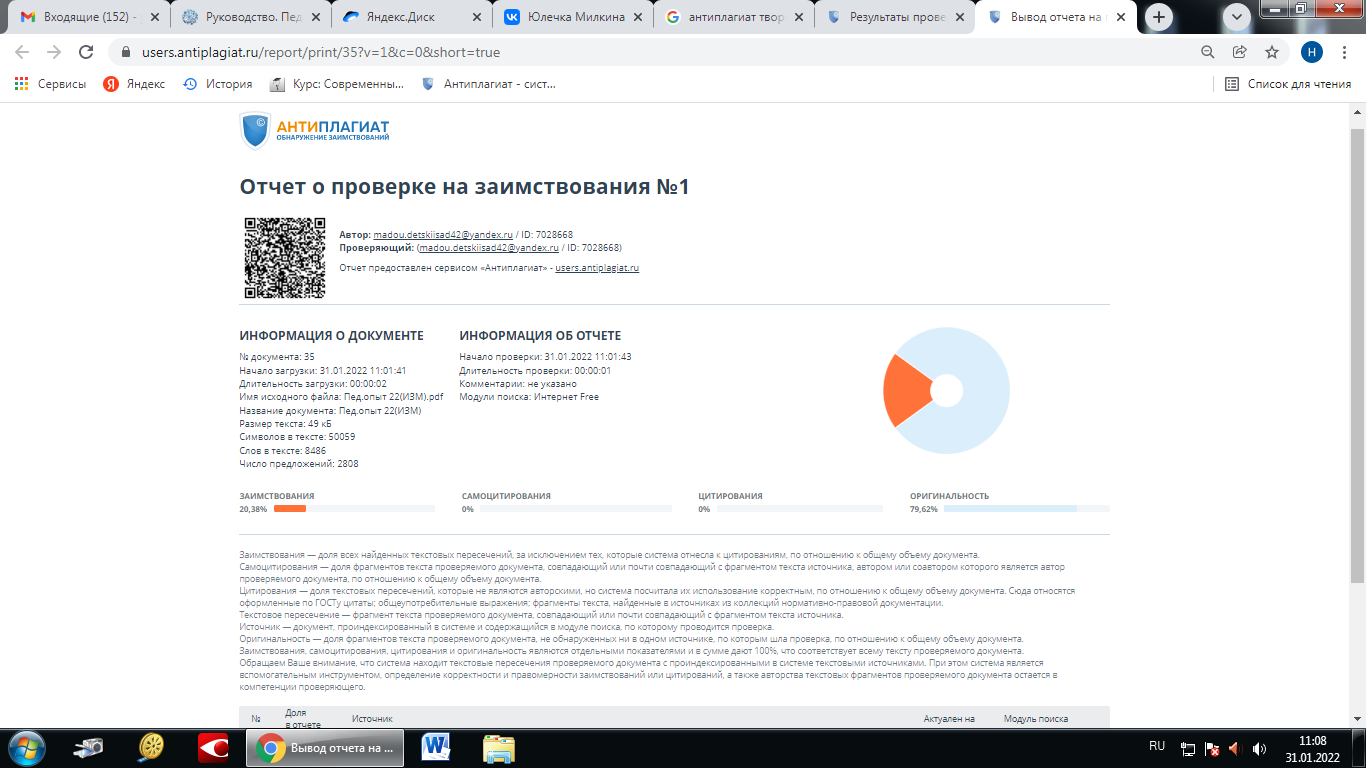 Входящие (152) -
Руководство. Пед
Яндекс.Диск
Юлечка Милкина
антиплагиат твор
Результаты прове
Вывод отчета на
users.antiplagiat.ru/report/print/35?v=1&c=0&short=true
H
Сервисы
Яндекс
История
Курс: Современны...
Антиплагиат - сист...
Список для чтения
АНТИПЛАГИАТ
ОБНАРУЖЕНИЕ ЗАИМСТВОВАНИЙ
Отчет о проверке на заимствования №1
Автор: madou.detskiisad42@yandex.ru / ID: 7028668
Проверяющий: (madou.detskiisad42@yandex.ru / ID: 7028668)
Отчет предоставлен сервисом «Антиплагиат» - users.antiplagiat.ru
ИНФОРМАЦИЯ О ДОКУМЕНТЕ
№ документа: 35
Начало загрузки: 31.01.2022 11:01:41
Длительность загрузки: 00:00:02
Имя исходного файла: Пед.опыт 22(ИЗМ).pdf
Название документа: Пед.опыт 22(ИЗМ)
Размер текста: 49 кБ
Символов в тексте: 50059
Слов в тексте: 8486
Число предложений: 2808
ИНФОРМАЦИЯ ОБ ОТЧЕТЕ
Начало проверки: 31.01.2022 11:01:43
Длительность проверки: 00:00:01
Комментарии: не указано
Модули поиска: Интернет Free
ЗАИМСТВОВАНИЯ
20,38%
САМОЦИТИРОВАНИЯ
0%
ЦИТИРОВАНИЯ
0%
ОРИГИНАЛЬНОСТЬ
79,62%
Заимствования — доля всех найденных текстовых пересечений, за исключением тех, которые система отнесла к цитированиям, по отношению к общему объему документа.
Самоцитирования — доля фрагментов текста проверяемого документа, совпадающий или почти совпадающий с фрагментом текста источника, автором или соавтором которого является автор
проверяемого документа, по отношению к общему объему документа.
Цитирования — доля текстовых пересечений, которые не являются авторскими, но система посчитала их использование корректным, по отношению к общему объему документа. Сюда относятся
оформленные по ГОСТу цитаты; общеупотребительные выражения; фрагменты текста, найденные в источниках из коллекций нормативно-правовой документации.
Текстовое пересечение — фрагмент текста проверяемого документа, совпадающий или почти совпадающий с фрагментом текста источника.
Источник — документ, проиндексированный в системе и содержащийся в модуле поиска, по которому проводится проверка.
Оригинальность — доля фрагментов текста проверяемого документа, не обнаруженных ни в одном источнике, по которым шла проверка, по отношению к общему объему документа.
Заимствования, самоцитирования, цитирования и оригинальность являются отдельными показателями и в сумме дают 100%, что соответствует всему тексту проверяемого документа.
Обращаем Ваше внимание, что система находит текстовые пересечения проверяемого документа с проиндексированными в системе текстовыми источниками. При этом система является
вспомогательным инструментом, определение корректности и правомерности заимствований или цитирований, а также авторства текстовых фрагментов проверяемого документа остается в
компетенции проверяющего.
№
Доля
в отчете
Источник
Актуален на
Модуль поиска
Вывод отчета на ...
RU
11:08
31.01.2022